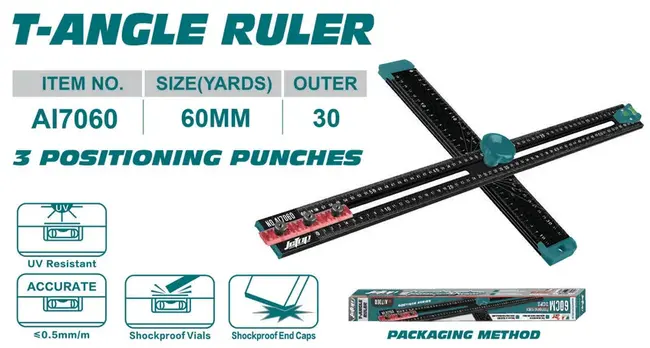 T-ANGLE RULER
ITEM NO. SIZE(YARDS) OUTER
AI7060 60MM 30
3 POSITIONING PUNCHES
NO.AI7060
JeTop
UV
UV Resistant
ACCURATE
≤0.5mm/m
Shockproof Vials
Shockproof End Caps
60CM
PACKAGING METHOD